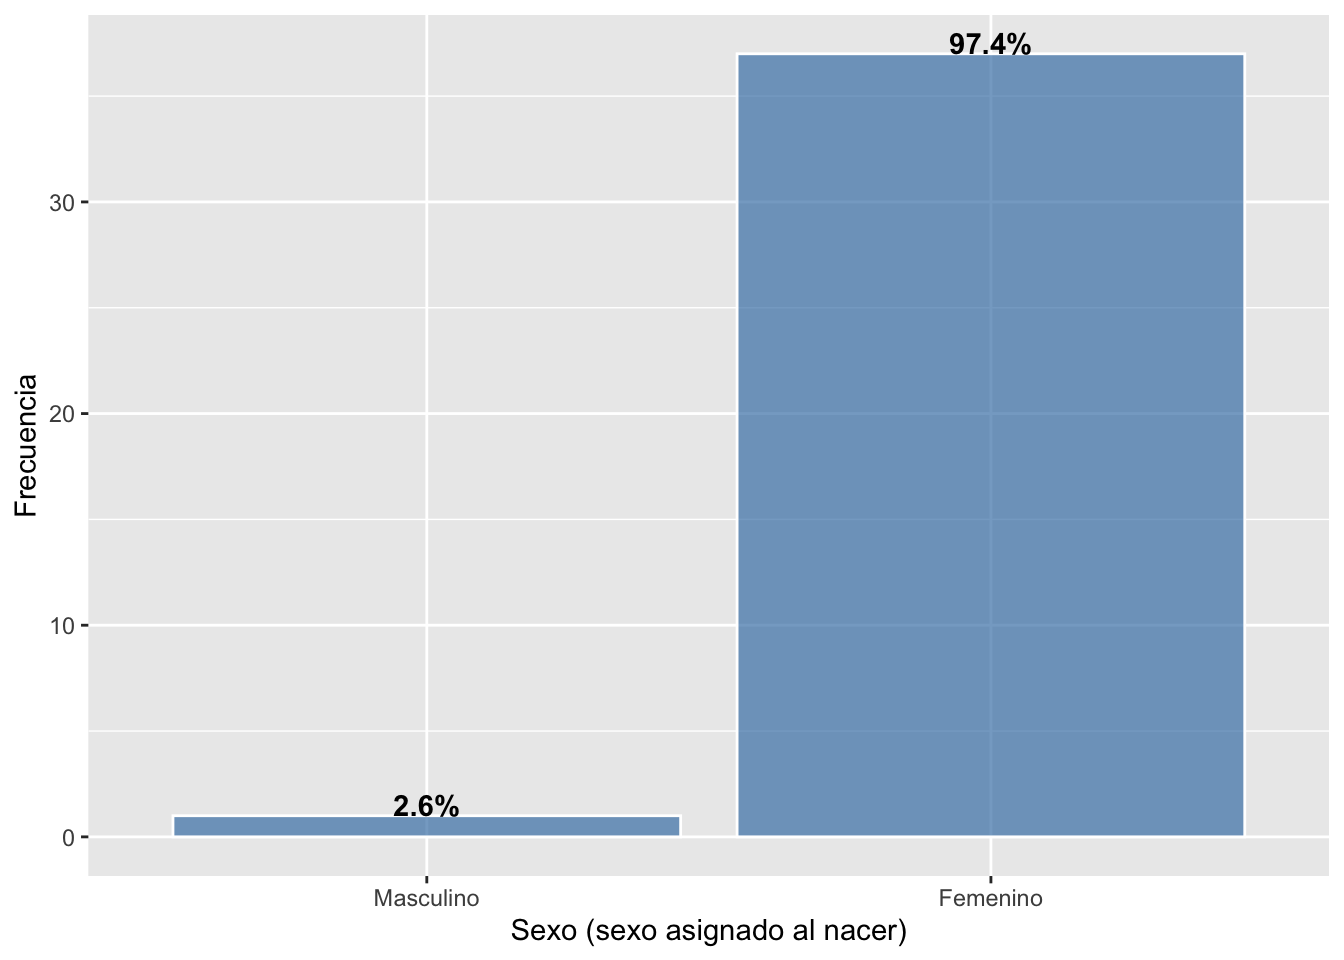 97.4%
30
20
10
0
Frecuencia
2.6%
Masculino
Femenino
Sexo (sexo asignado al nacer)